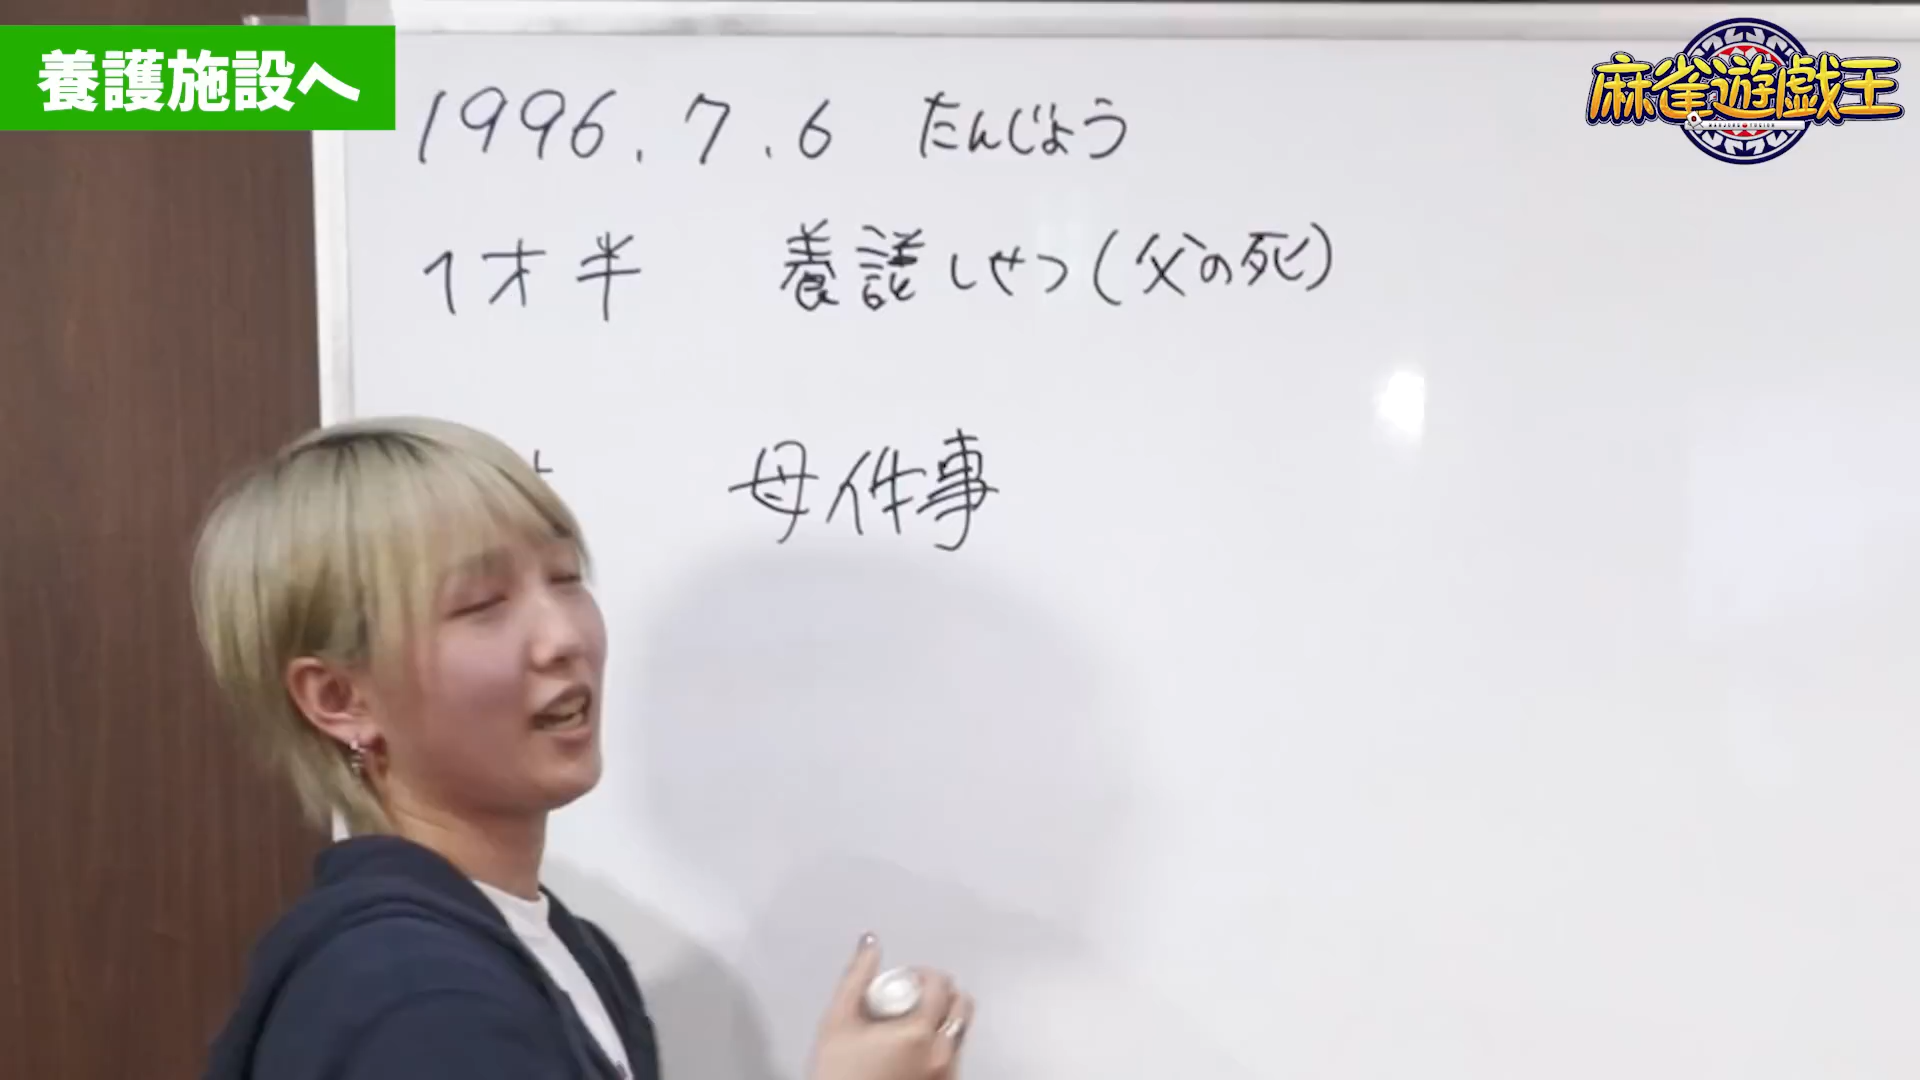 養護施設へ
麻雀遊戯王
1996.7.6 たんじょう
1才半 養護しせつ(父の死)
母件事